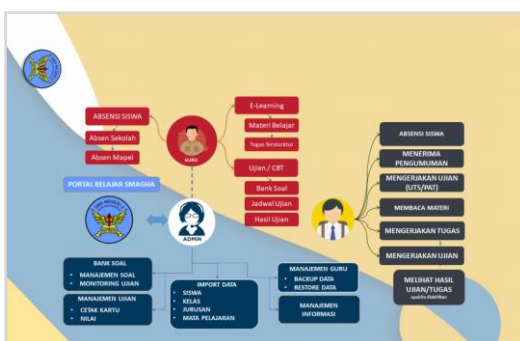 E-Learning
Materi Belajar
Tugas Terstruktur
ABSENSI SISWA
Absen Sekolah
Absen Mapel
GURU
Ujian / CBT
Bank Soal
Jadwal Ujian
Hasil Ujian
PORTAL BELAJAR SMAGHA
ADMIN
ABSENSI SISWA
MENERIMA
PENGUMUMAN
MENGERJAKAN UJIAN
(UTS/PAT)
MEMBACA MATERI
MENGERJAKAN TUGAS
MENGERJAKAN UJIAN
MELIHAT HASIL
UJIAN/TUGAS
apabila diaktifkan
BANK SOAL
• MANAJEMEN SOAL
• MONITORING UJIAN
MANAJEMEN UJIAN
• CETAK KARTU
• NILAI
IMPORT DATA
• SISWA
• KELAS
• JURUSAN
• MATA PELAJARAN
MANAJEMEN GURU
• BACKUP DATA
• RESTORE DATA
MANAJEMEN
INFORMASI